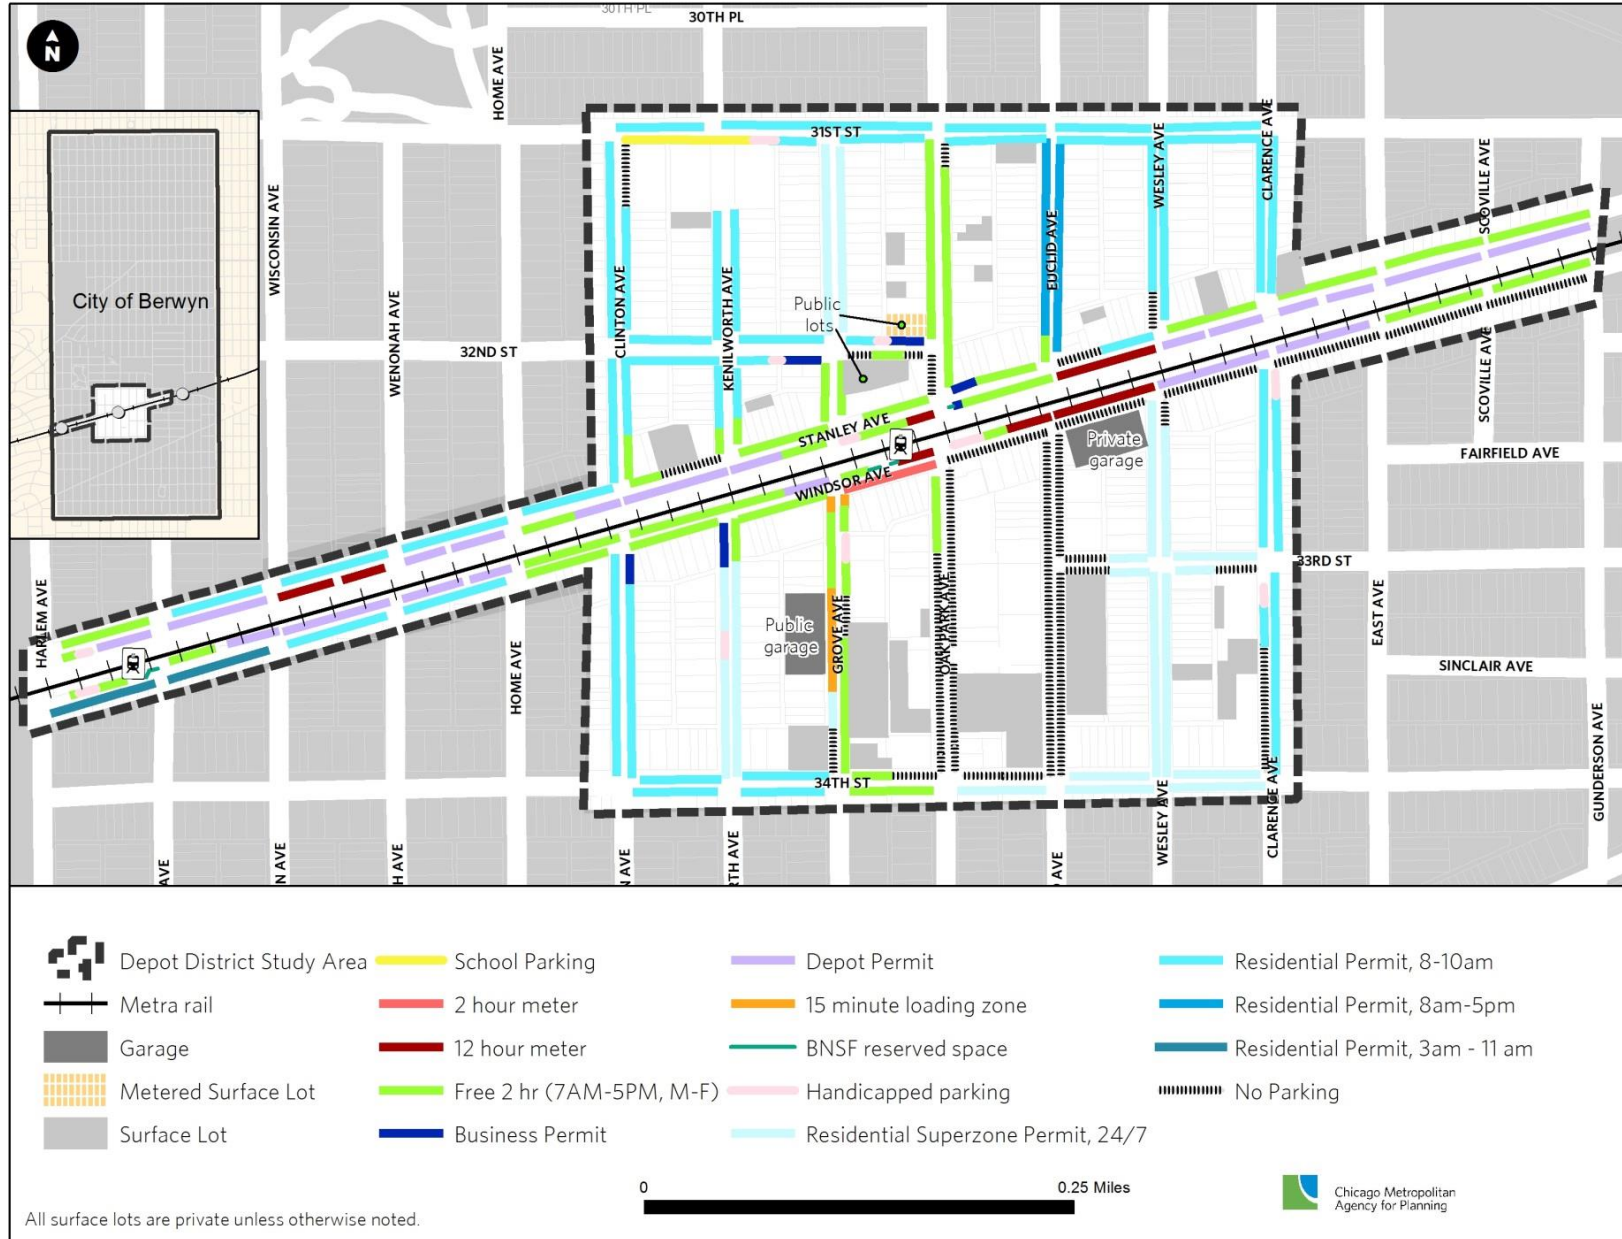 30TH PL
30TH PL
N
HOME AVE
31ST ST
WISCONSIN AVE
WESLEY AVE
CLARENCE AVE
SCOVILLE AVE
EUCLID AVE
City of Berwyn
CLINTON AVE
KENILWORTH AVE
Public
lots
WENONAH AVE
32ND ST
SCOVILLE AVE
STANLEY AVE
Private
garage
FAIRFIELD AVE
WINDSOR AVE
33RD ST
HARLEM AVE
HOME AVE
Public
garage
GROVE AVE
OAK PARK AVE
EAST AVE
SINCLAIR AVE
GUNDERSON AVE
34TH ST
WESLEY AVE
CLARENCE AVE
AVE
N AVE
H AVE
N AVE
RTH AVE
AVE
Depot District Study Area
School Parking
Depot Permit
Residential Permit, 8-10am
Metra rail
2 hour meter
15 minute loading zone
Residential Permit, 8am-5pm
Garage
12 hour meter
BNSF reserved space
Residential Permit, 3am - 11 am
Metered Surface Lot
Free 2 hr (7AM-5PM, M-F)
Handicapped parking
No Parking
Surface Lot
Business Permit
Residential Superzone Permit, 24/7
0
0.25 Miles
Chicago Metropolitan
Agency for Planning
All surface lots are private unless otherwise noted.